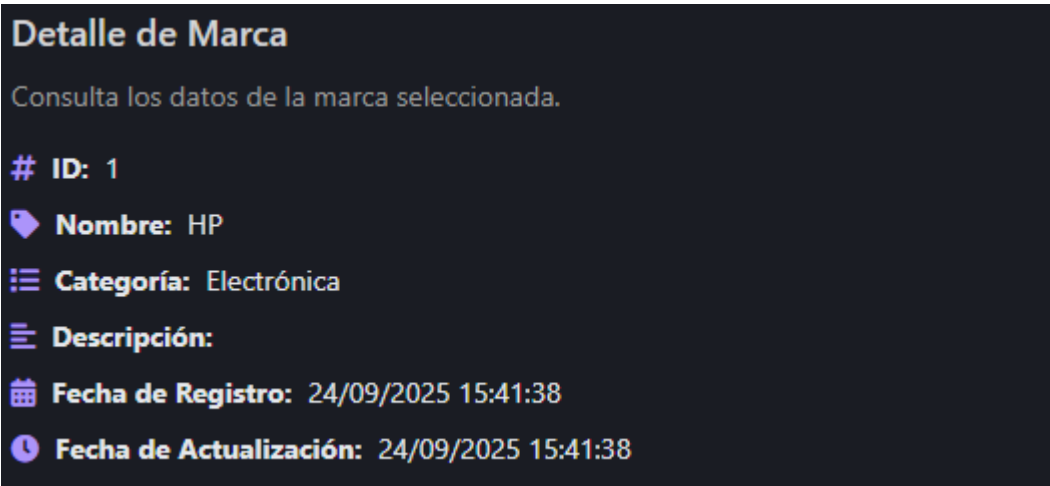 Detalle de Marca
Consulta los datos de la marca seleccionada.
# ID: 1
Nombre: HP
Categoría: Electrónica
Descripción:
Fecha de Registro: 24/09/2025 15:41:38
Fecha de Actualización: 24/09/2025 15:41:38